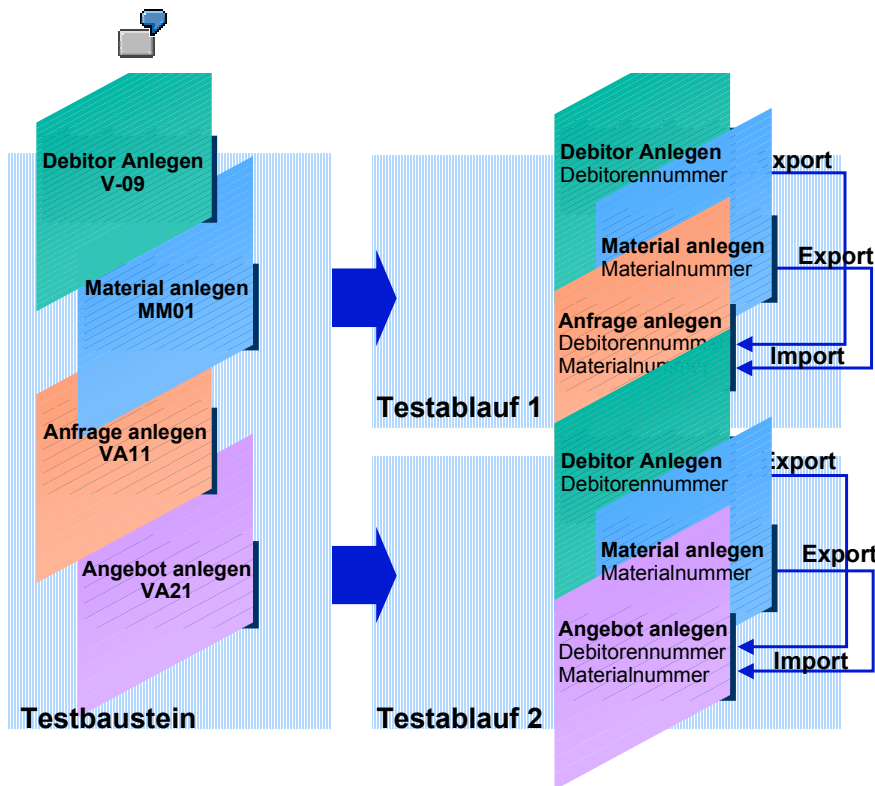 Debitor Anlegen
V-09
Material anlegen
MM01
Anfrage anlegen
VA11
Angebot anlegen
VA21
Testbaustein
Debitor Anlegen
Debitorennummer
Export
Material anlegen
Materialnummer
Export
Anfrage anlegen
Debitorennummer
Materialnummer
Import
Testablauf 1
Debitor Anlegen
Debitorennummer
Export
Material anlegen
Materialnummer
Export
Angebot anlegen
Debitorennummer
Materialnummer
Import
Testablauf 2